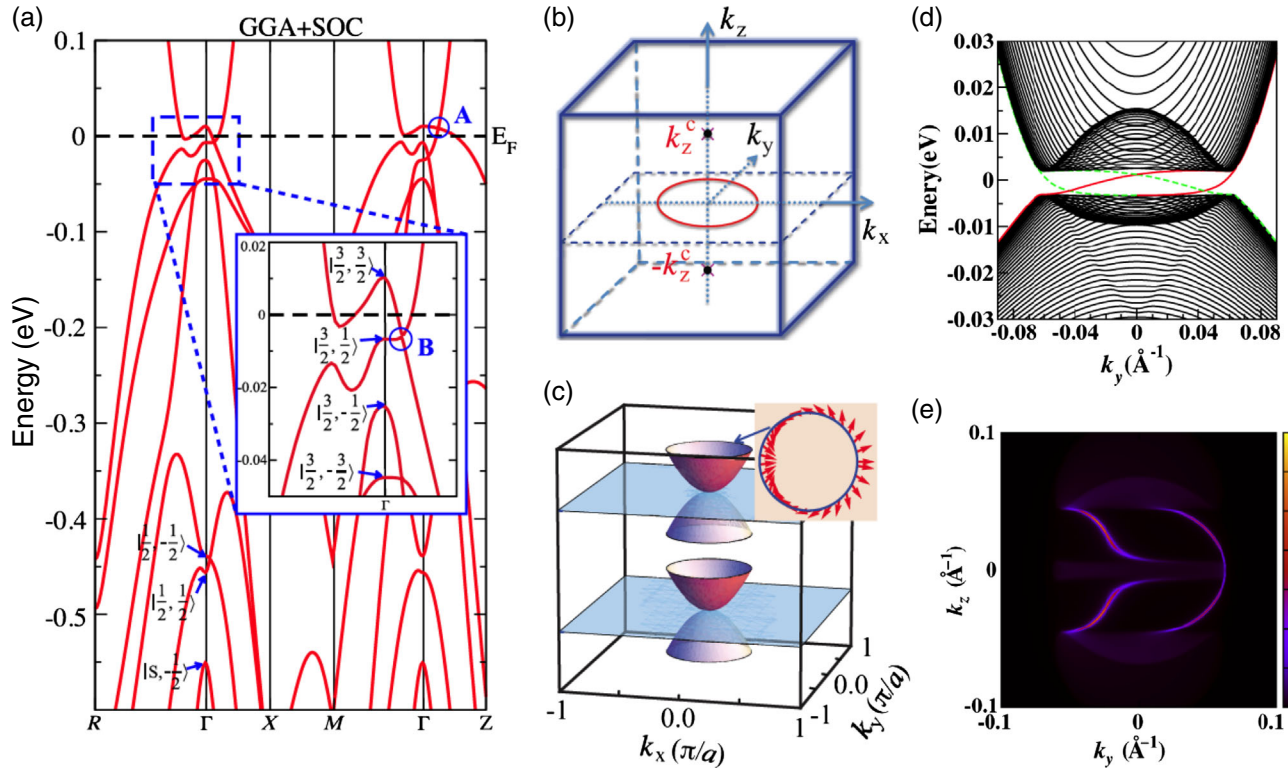 (a)
GGA+SOC
0.1
0
-0.1
-0.2
-0.3
-0.4
-0.5
Energy (eV)
A
E_F
R
Γ
X
M
Γ
Z
|1/2,-1/2⟩
|1/2,1/2⟩
|S,-1/2⟩
0.02
0
-0.02
-0.04
|3/2,3/2⟩
|3/2,1/2⟩
|3/2,-1/2⟩
|3/2,-3/2⟩
B
Γ
(b)
k_z
k_z^c
k_y
k_x
-k_z^c
(c)
-1
0.0
1
k_x (π/a)
-1
0.0
1
k_y (π/a)
(d)
0.03
0.02
0.01
0
-0.01
-0.02
-0.03
Enery(eV)
-0.08
-0.04
0.00
0.04
0.08
k_y (Å⁻¹)
(e)
0.1
0
-0.1
k_z (Å⁻¹)
-0.1
0
0.1
k_y (Å⁻¹)